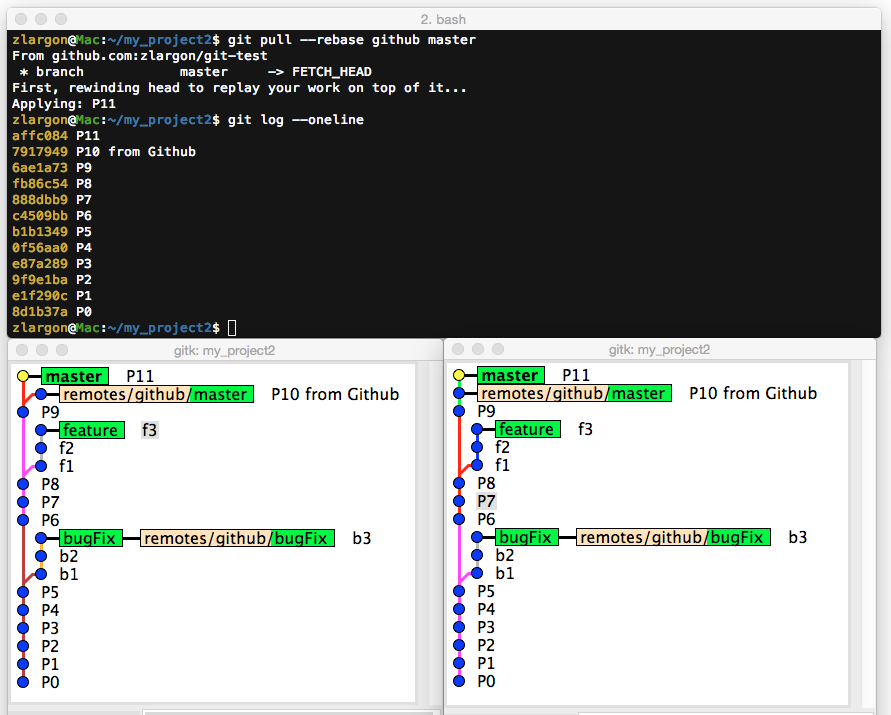 2. bash
zlargon@Mac:~/my_project2$ git pull --rebase github master
From github.com:zlargon/git-test
 * branch            master     -> FETCH_HEAD
First, rewinding head to replay your work on top of it...
Applying: P11
zlargon@Mac:~/my_project2$ git log --oneline
affc084 P11
7917949 P10 from Github
6ae1a73 P9
fb86c54 P8
888dbb9 P7
c4509bb P6
b1b1349 P5
0f56aa0 P4
e87a289 P3
9f9e1ba P2
e1f290c P1
8d1b37a P0
zlargon@Mac:~/my_project2$
gitk: my_project2
master P11
remotes/github/master P10 from Github
P9
feature f3
f2
f1
P8
P7
P6
bugFix remotes/github/bugFix b3
b2
b1
P5
P4
P3
P2
P1
P0
gitk: my_project2
master P11
remotes/github/master P10 from Github
P9
feature f3
f2
f1
P8
P7
P6
bugFix remotes/github/bugFix b3
b2
b1
P5
P4
P3
P2
P1
P0